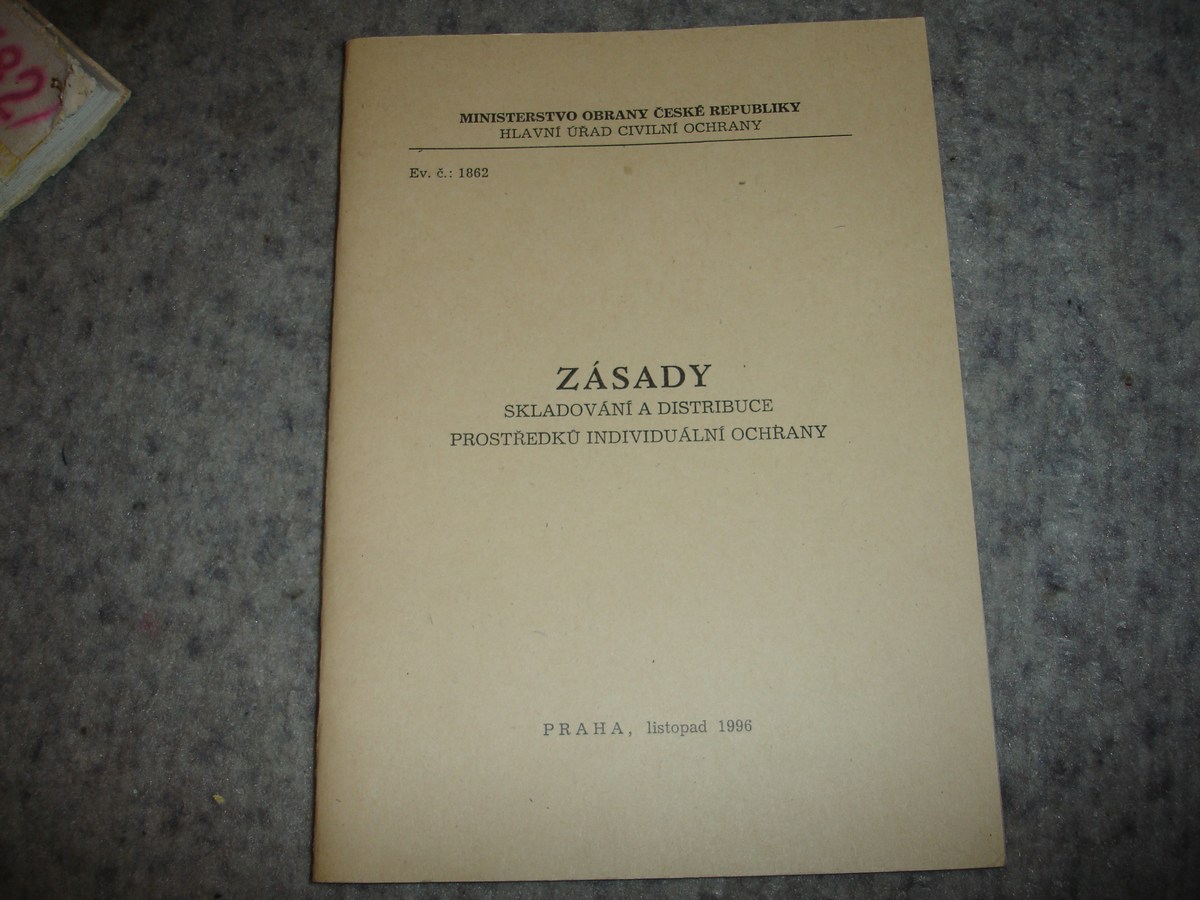 MINISTERSTVO OBRANY ČESKÉ REPUBLIKY
HLAVNÍ ÚŘAD CIVILNÍ OCHRANY
Ev. č.: 1862
ZÁSADY
SKLADOVÁNÍ A DISTRIBUCE
PROSTŘEDKŮ INDIVIDUÁLNÍ OCHRANY
PRAHA, listopad 1996